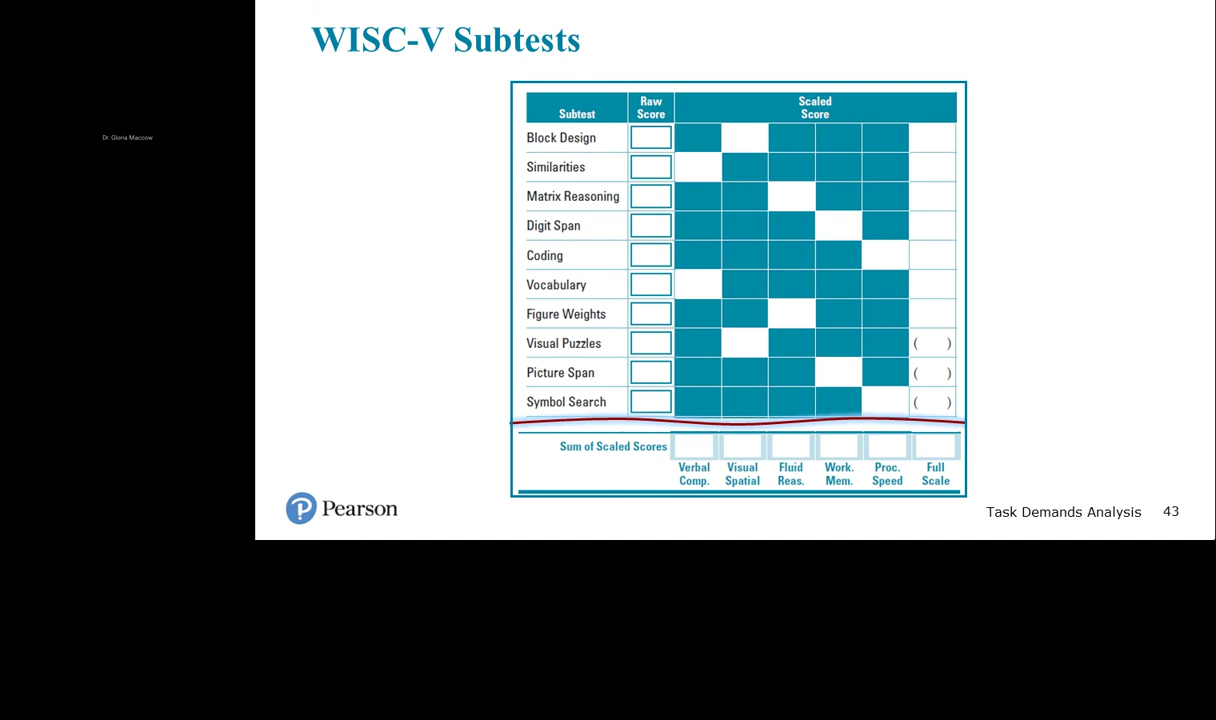 WISC-V Subtests
Dr. Gloria Maccow
Subtest
Raw
Score
Scaled
Score
Block Design
Similarities
Matrix Reasoning
Digit Span
Coding
Vocabulary
Figure Weights
Visual Puzzles ( )
Picture Span ( )
Symbol Search ( )
Sum of Scaled Scores
Verbal Comp.
Visual Spatial
Fluid Reas.
Work. Mem.
Proc. Speed
Full Scale
P Pearson
Task Demands Analysis 43